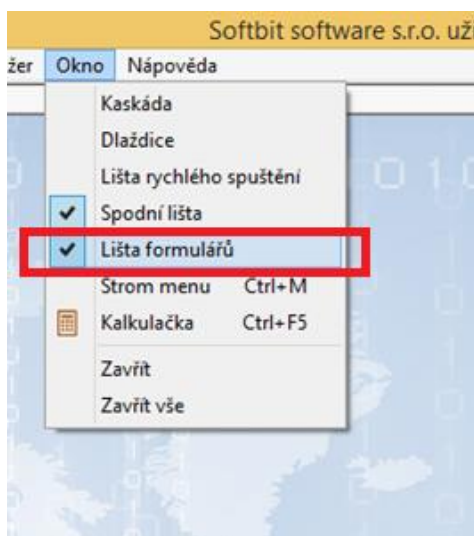 Softbit software s.r.o. uži
žer Okno Nápověda
Kaskáda
Dlaždice
Lišta rychlého spuštění
Spodní lišta
Lišta formulářů
Strom menu Ctrl+M
Kalkulačka Ctrl+F5
Zavřít
Zavřít vše